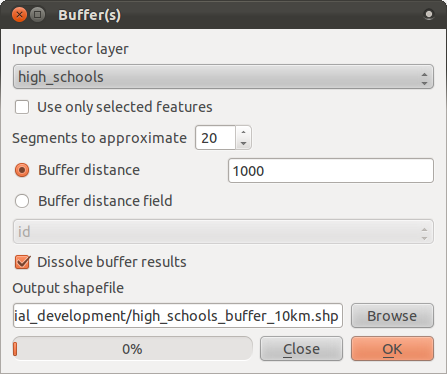 Buffer(s)
Input vector layer
high_schools
Use only selected features
Segments to approximate 20
Buffer distance 1000
Buffer distance field
id
Dissolve buffer results
Output shapefile
ial_development/high_schools_buffer_10km.shp Browse
0% Close OK